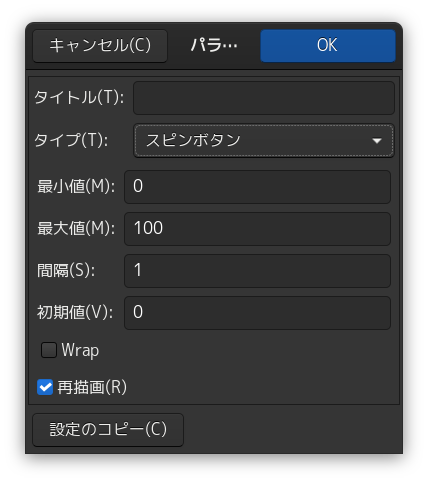 キャンセル(C) パラ… OK
タイトル(T):
タイプ(T): スピンボタン
最小値(M): 0
最大値(M): 100
間隔(S): 1
初期値(V): 0
Wrap
再描画(R)
設定のコピー(C)